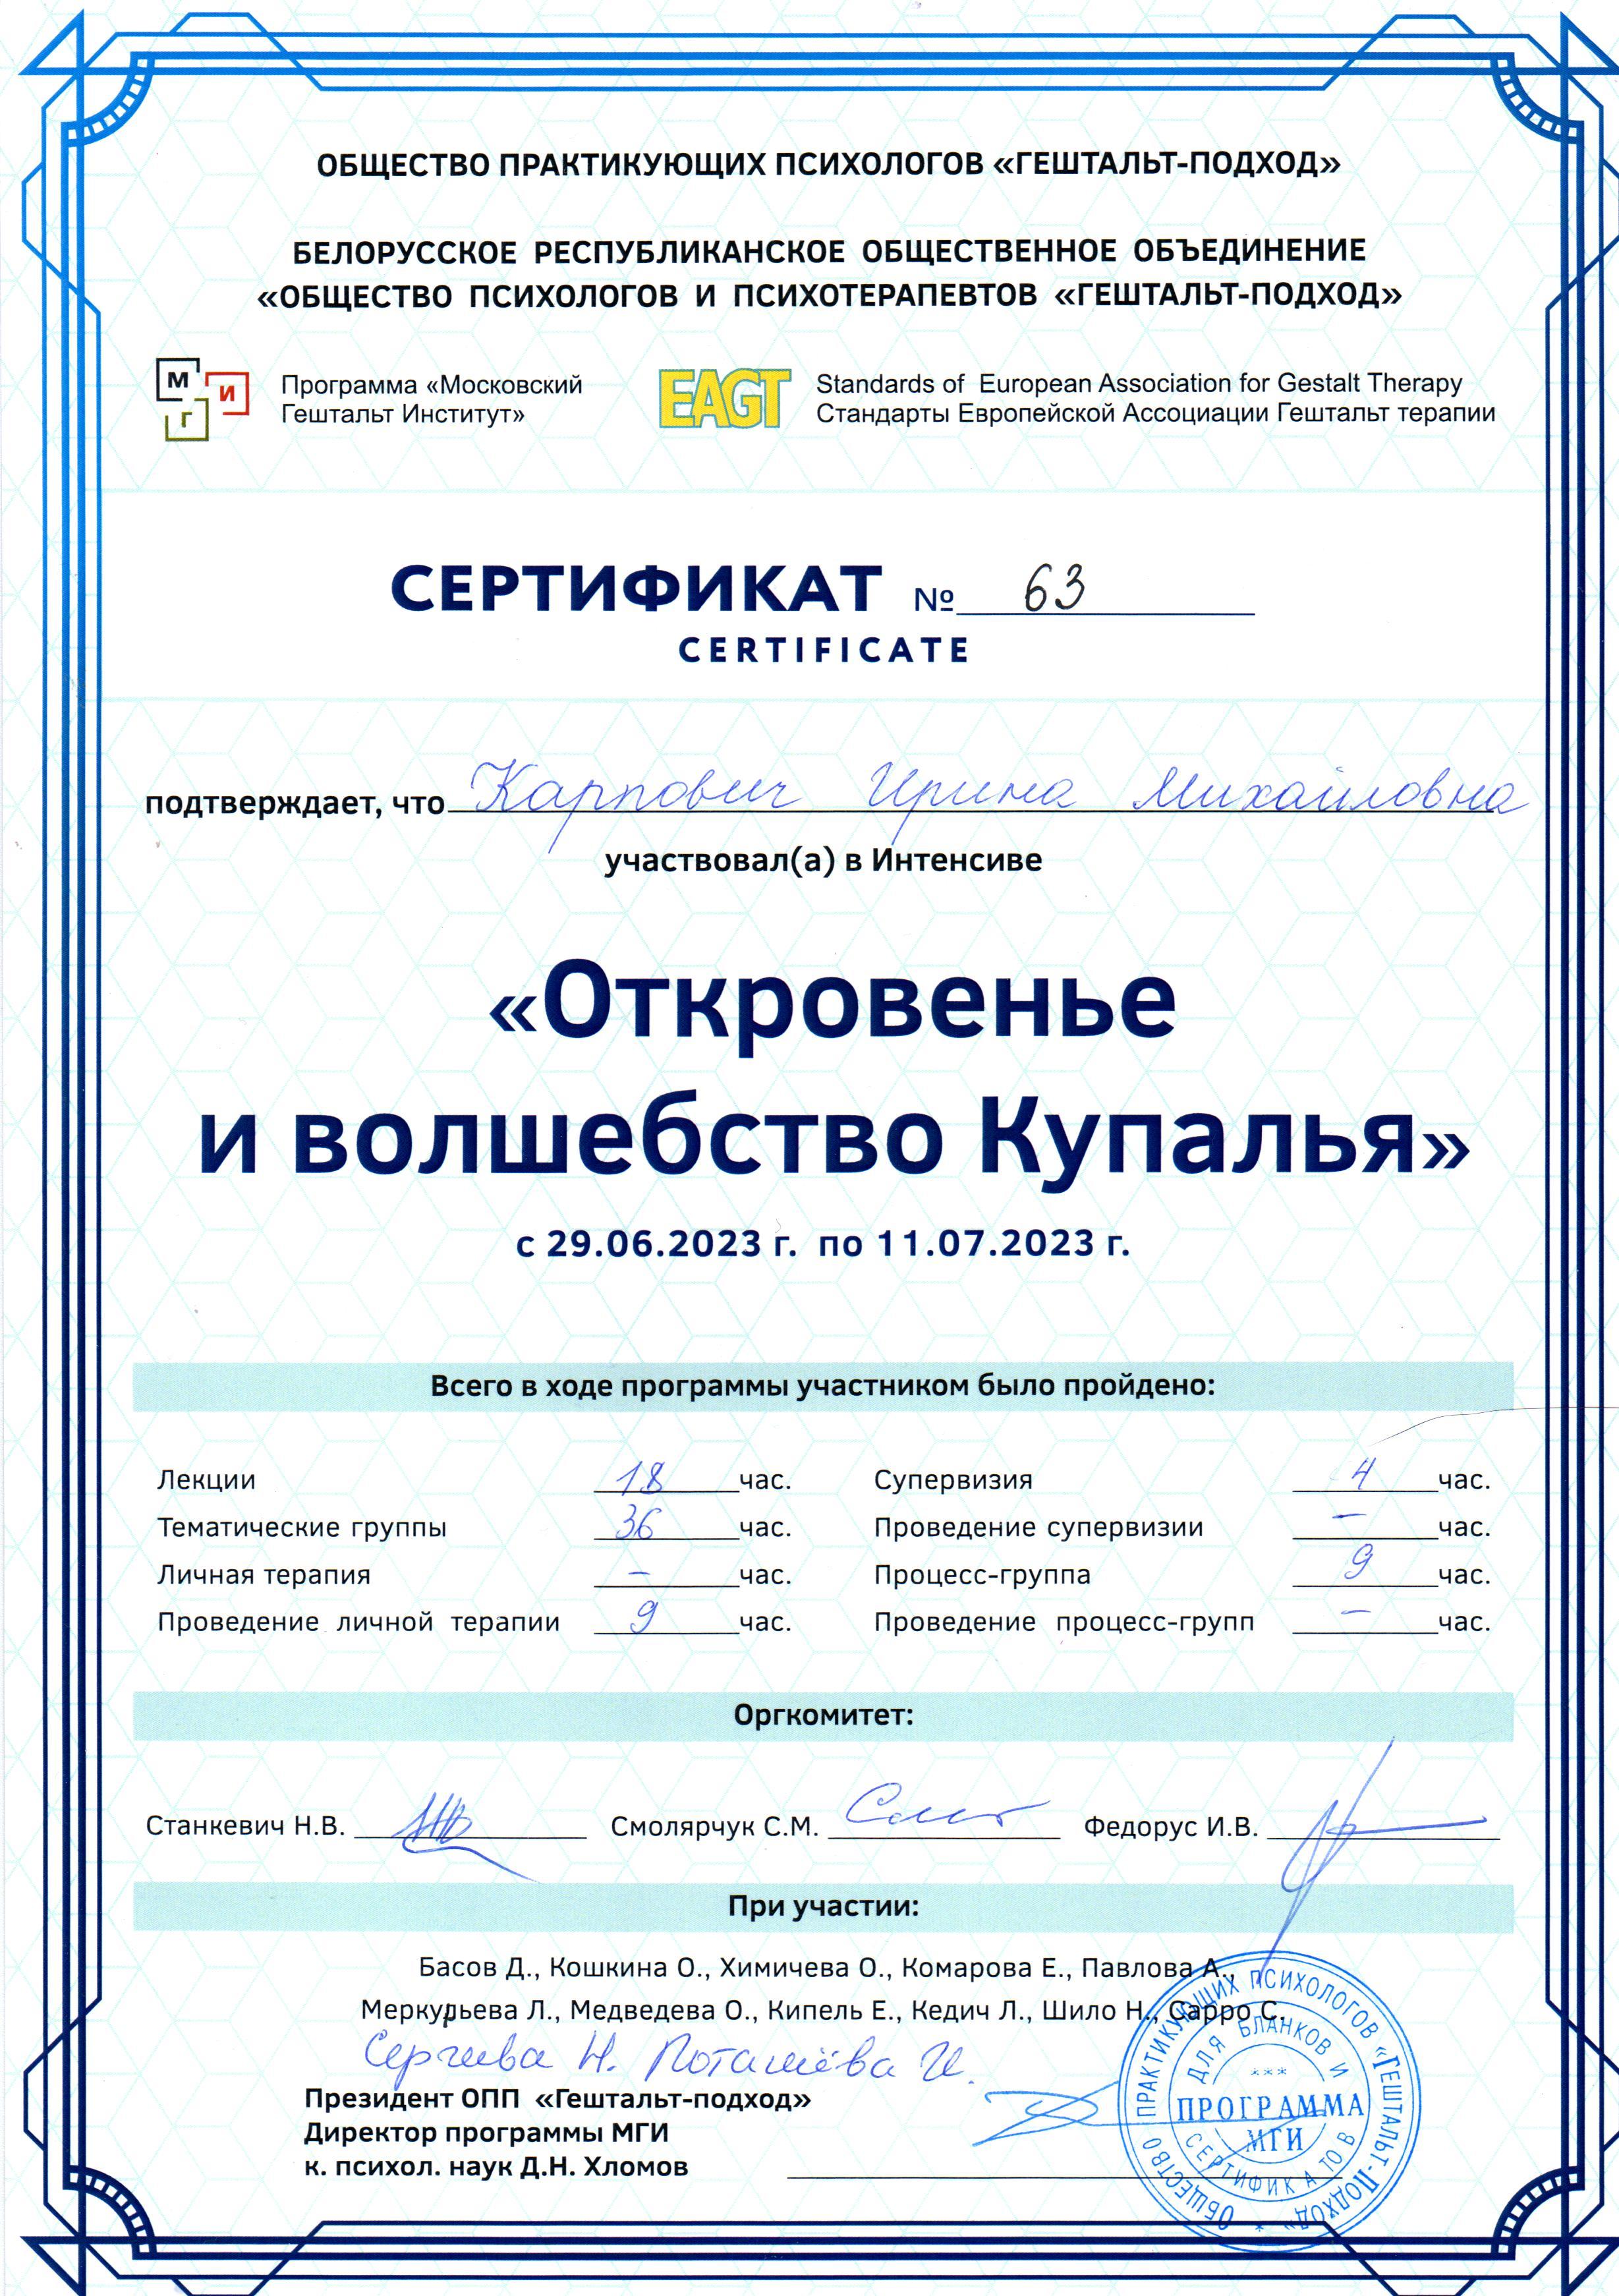 ОБЩЕСТВО ПРАКТИКУЮЩИХ ПСИХОЛОГОВ «ГЕШТАЛЬТ-ПОДХОД»
БЕЛОРУССКОЕ РЕСПУБЛИКАНСКОЕ ОБЩЕСТВЕННОЕ ОБЪЕДИНЕНИЕ
«ОБЩЕСТВО ПСИХОЛОГОВ И ПСИХОТЕРАПЕВТОВ «ГЕШТАЛЬТ-ПОДХОД»
М И Г
Программа «Московский
Гештальт Институт»
EAGT
Standards of European Association for Gestalt Therapy
Стандарты Европейской Ассоциации Гештальт терапии
СЕРТИФИКАТ № 63
CERTIFICATE
подтверждает, что Карпович Ирина Михайловна
участвовал(а) в Интенсиве
«Откровенье
и волшебство Купалья»
с 29.06.2023 г. по 11.07.2023 г.
Всего в ходе программы участником было пройдено:
Лекции 18 час. Супервизия 4 час.
Тематические группы 36 час. Проведение супервизии – час.
Личная терапия – час. Процесс-группа 9 час.
Проведение личной терапии 9 час. Проведение процесс-групп – час.
Оргкомитет:
Станкевич Н.В. Смолярчук С.М. Федорус И.В.
При участии:
Басов Д., Кошкина О., Химичева О., Комарова Е., Павлова А.,
Меркурьева Л., Медведева О., Кипель Е., Кедич Л., Шило Н., Сарро С.
Сергеева Н. Поташёва И.
Президент ОПП «Гештальт-подход»
Директор программы МГИ
к. психол. наук Д.Н. Хломов
ОБЩЕСТВО ПРАКТИКУЮЩИХ ПСИХОЛОГОВ «ГЕШТАЛЬТ-ПОДХОД» *
ДЛЯ БЛАНКОВ И СЕРТИФИКАТОВ
***
ПРОГРАММА
МГИ